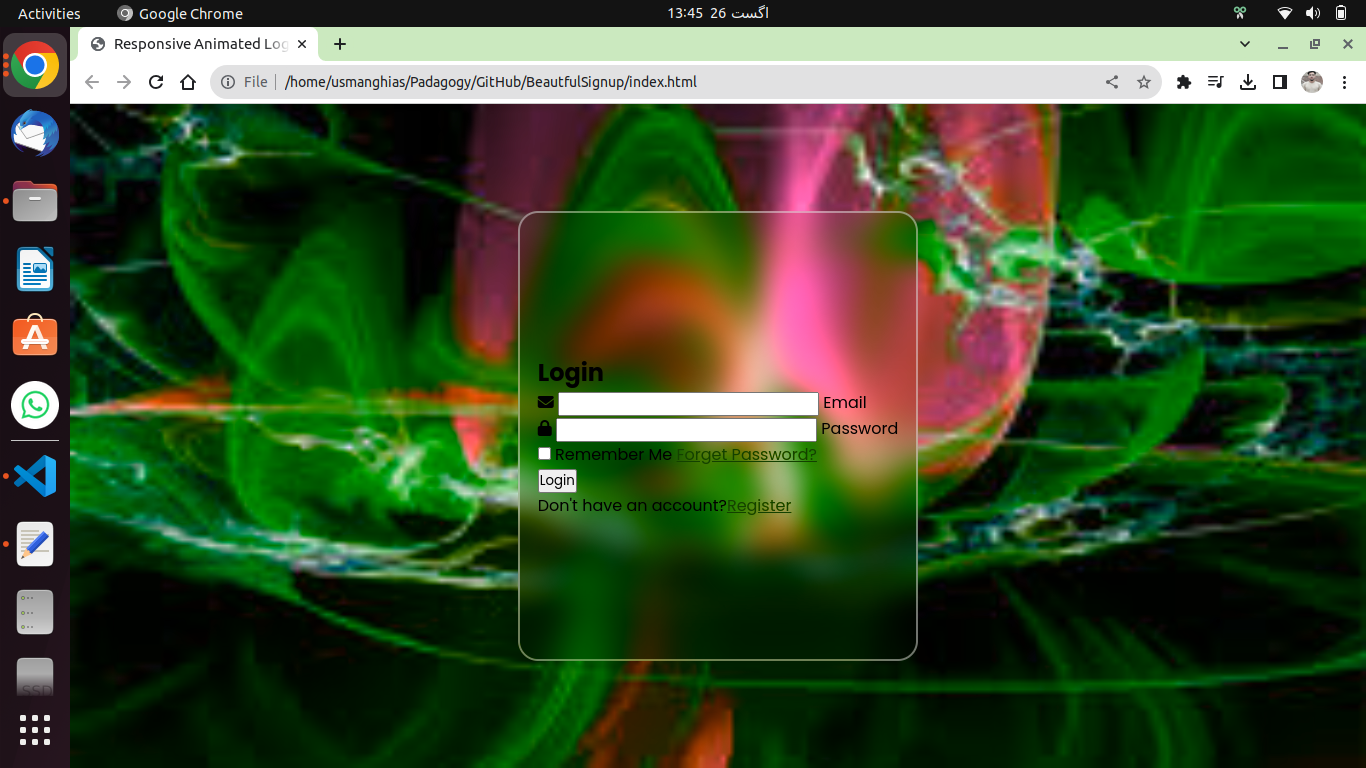 Activities
Google Chrome
13:45 26 اگست
Responsive Animated Log
File
/home/usmanghias/Padagogy/GitHub/BeautfulSignup/index.html
Login
Email
Password
Remember Me Forget Password?
Login
Don't have an account?Register
SSD